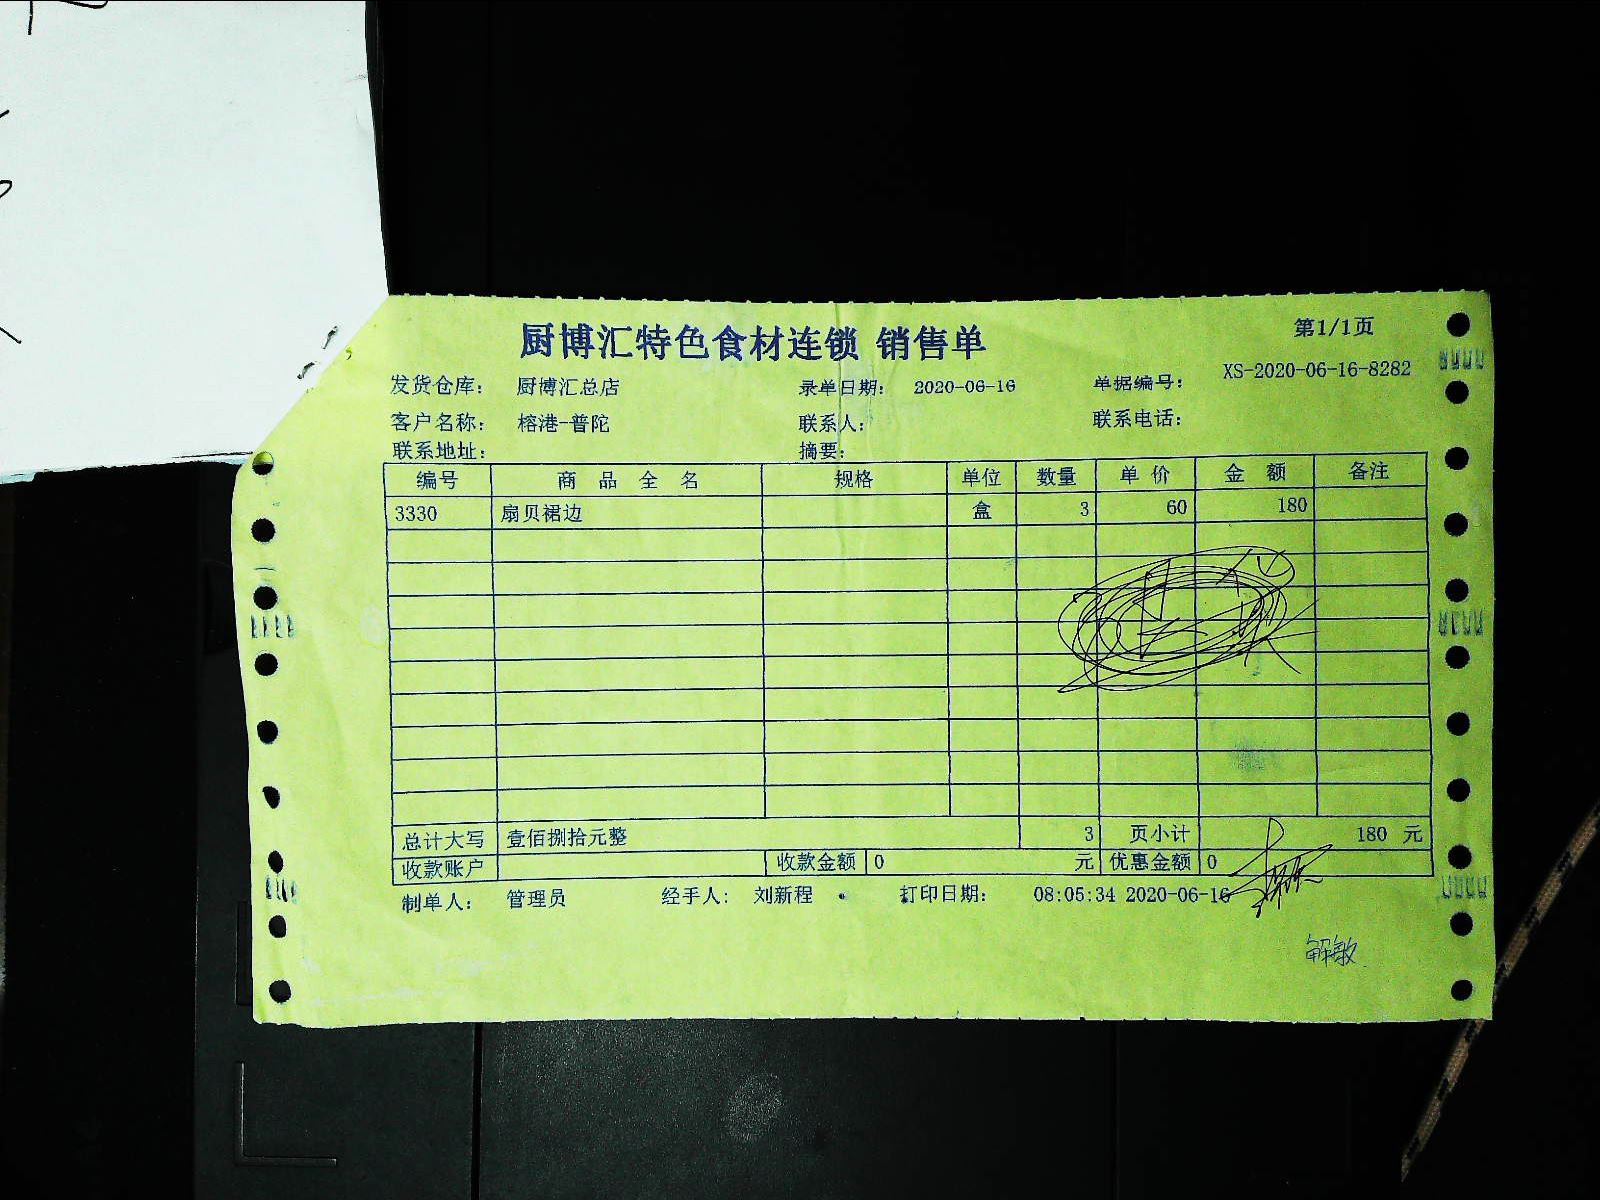 厨博汇特色食材连锁 销售单
第1/1页
发货仓库： 厨博汇总店 录单日期： 2020-06-16 单据编号： XS-2020-06-16-8282
客户名称： 榕港-普陀 联系人： 联系电话：
联系地址： 摘要：
编号 商品全名 规格 单位 数量 单价 金额 备注
3330 扇贝裙边 盒 3 60 180
总计大写 壹佰捌拾元整 3 页小计 180 元
收款账户 收款金额 0 元 优惠金额 0
制单人： 管理员 经手人： 刘新程 打印日期： 08:05:34 2020-06-16
解敏